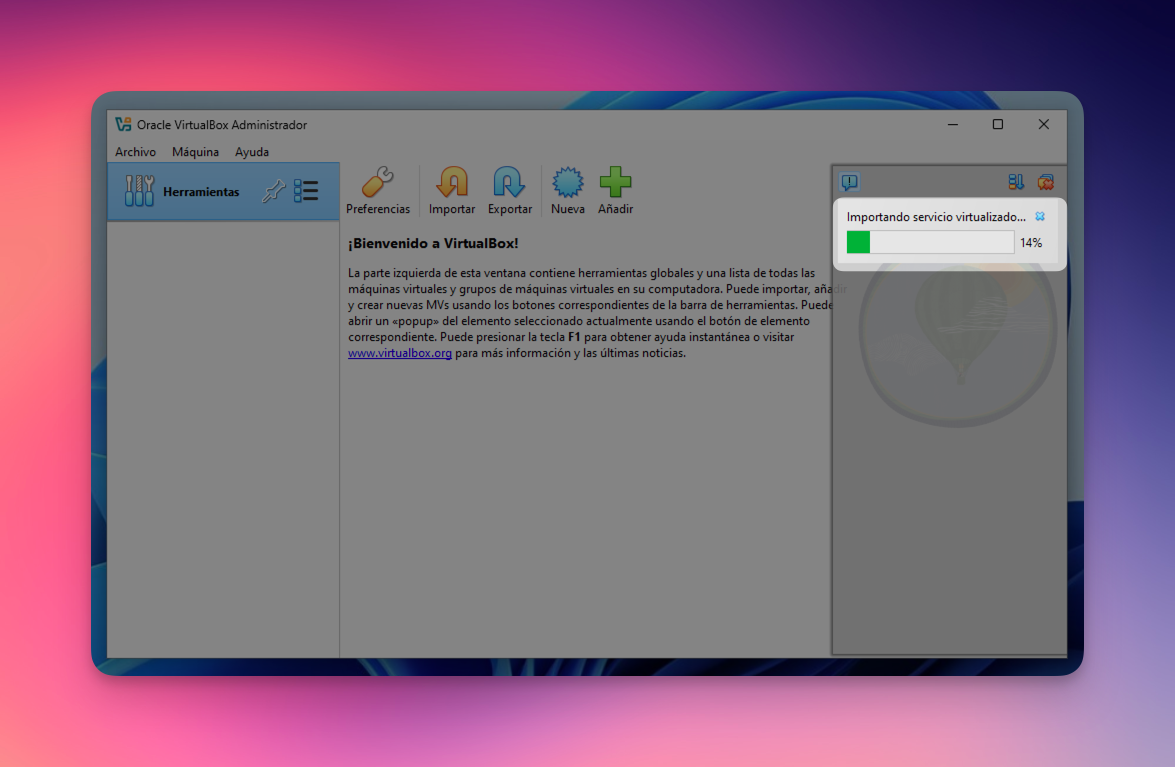 Oracle VirtualBox Administrador
Archivo Máquina Ayuda
Herramientas
Preferencias Importar Exportar Nueva Añadir
¡Bienvenido a VirtualBox!
La parte izquierda de esta ventana contiene herramientas globales y una lista de todas las
máquinas virtuales y grupos de máquinas virtuales en su computadora. Puede importar, añadir
y crear nuevas MVs usando los botones correspondientes de la barra de herramientas. Puede
abrir un «popup» del elemento seleccionado actualmente usando el botón de elemento
correspondiente. Puede presionar la tecla F1 para obtener ayuda instantánea o visitar
www.virtualbox.org para más información y las últimas noticias.
Importando servicio virtualizado...
14%